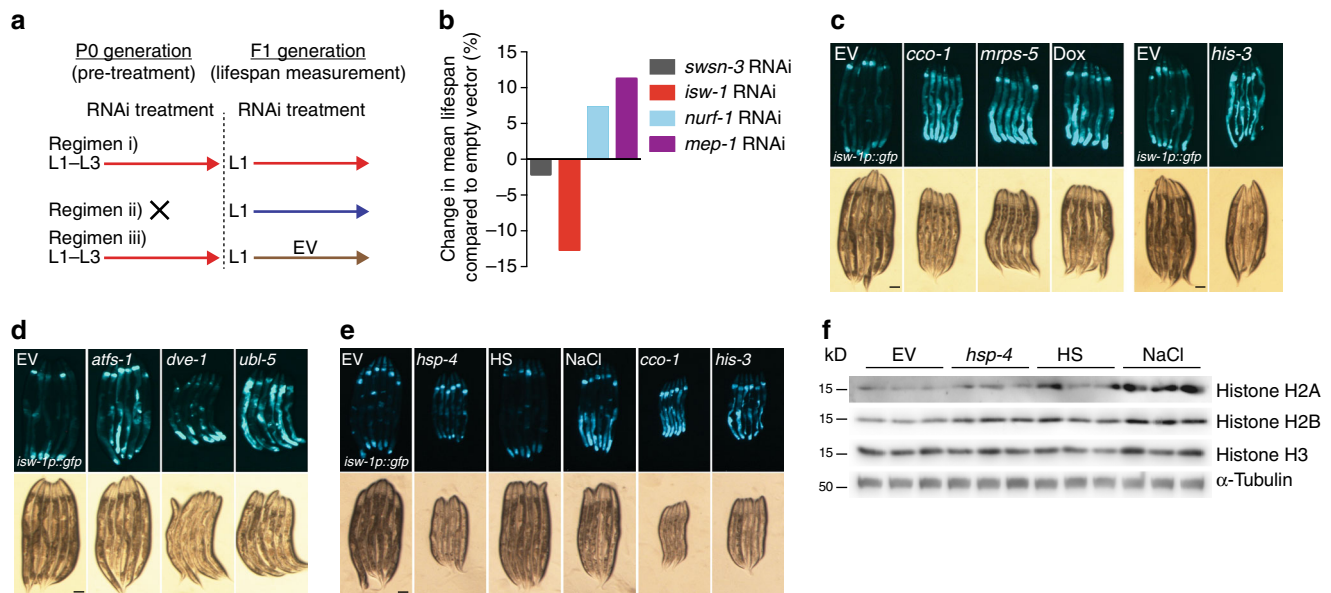 a
P0 generation
(pre-treatment)
F1 generation
(lifespan measurement)
RNAi treatment
RNAi treatment
Regimen i)
L1–L3
L1
Regimen ii)
L1
Regimen iii)
L1–L3
L1
EV
b
Change in mean lifespan
compared to empty vector (%)
15
10
5
0
−5
−10
−15
swsn-3 RNAi
isw-1 RNAi
nurf-1 RNAi
mep-1 RNAi
c
EV
cco-1
mrps-5
Dox
EV
his-3
isw-1p::gfp
isw-1p::gfp
d
EV
atfs-1
dve-1
ubl-5
isw-1p::gfp
e
EV
hsp-4
HS
NaCl
cco-1
his-3
isw-1p::gfp
f
kD
EV
hsp-4
HS
NaCl
15
Histone H2A
15
Histone H2B
15
Histone H3
50
α-Tubulin